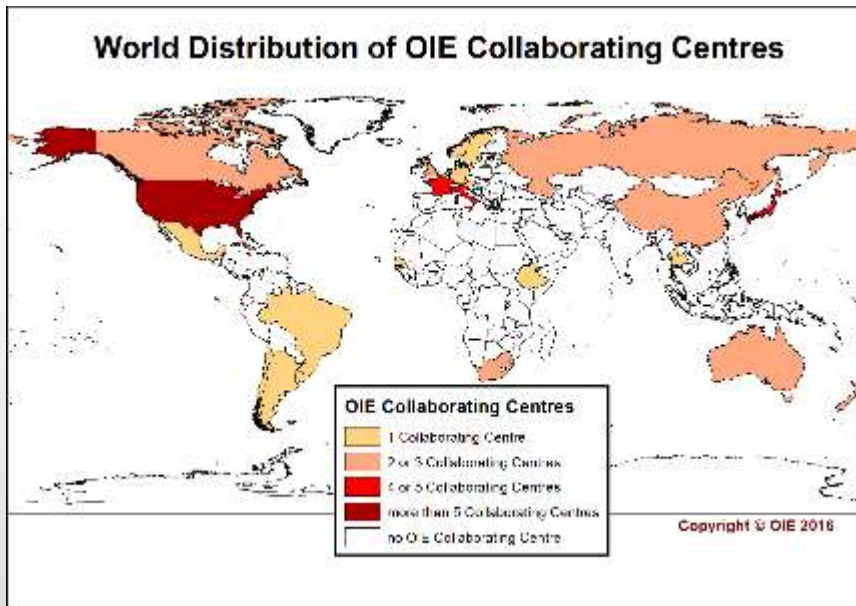 World Distribution of OIE Collaborating Centres
OIE Collaborating Centres
1 Collaborating Centre
2 or 3 Collaborating Centres
4 or 5 Collaborating Centres
more than 5 Collaborating Centres
no OIE Collaborating Centre
Copyright © OIE 2016